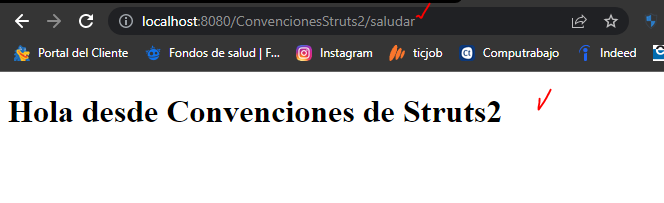 localhost:8080/ConvencionesStruts2/saludar
Portal del Cliente Fondos de salud | F... Instagram ticjob Ct Computrabajo Indeed
Hola desde Convenciones de Struts2